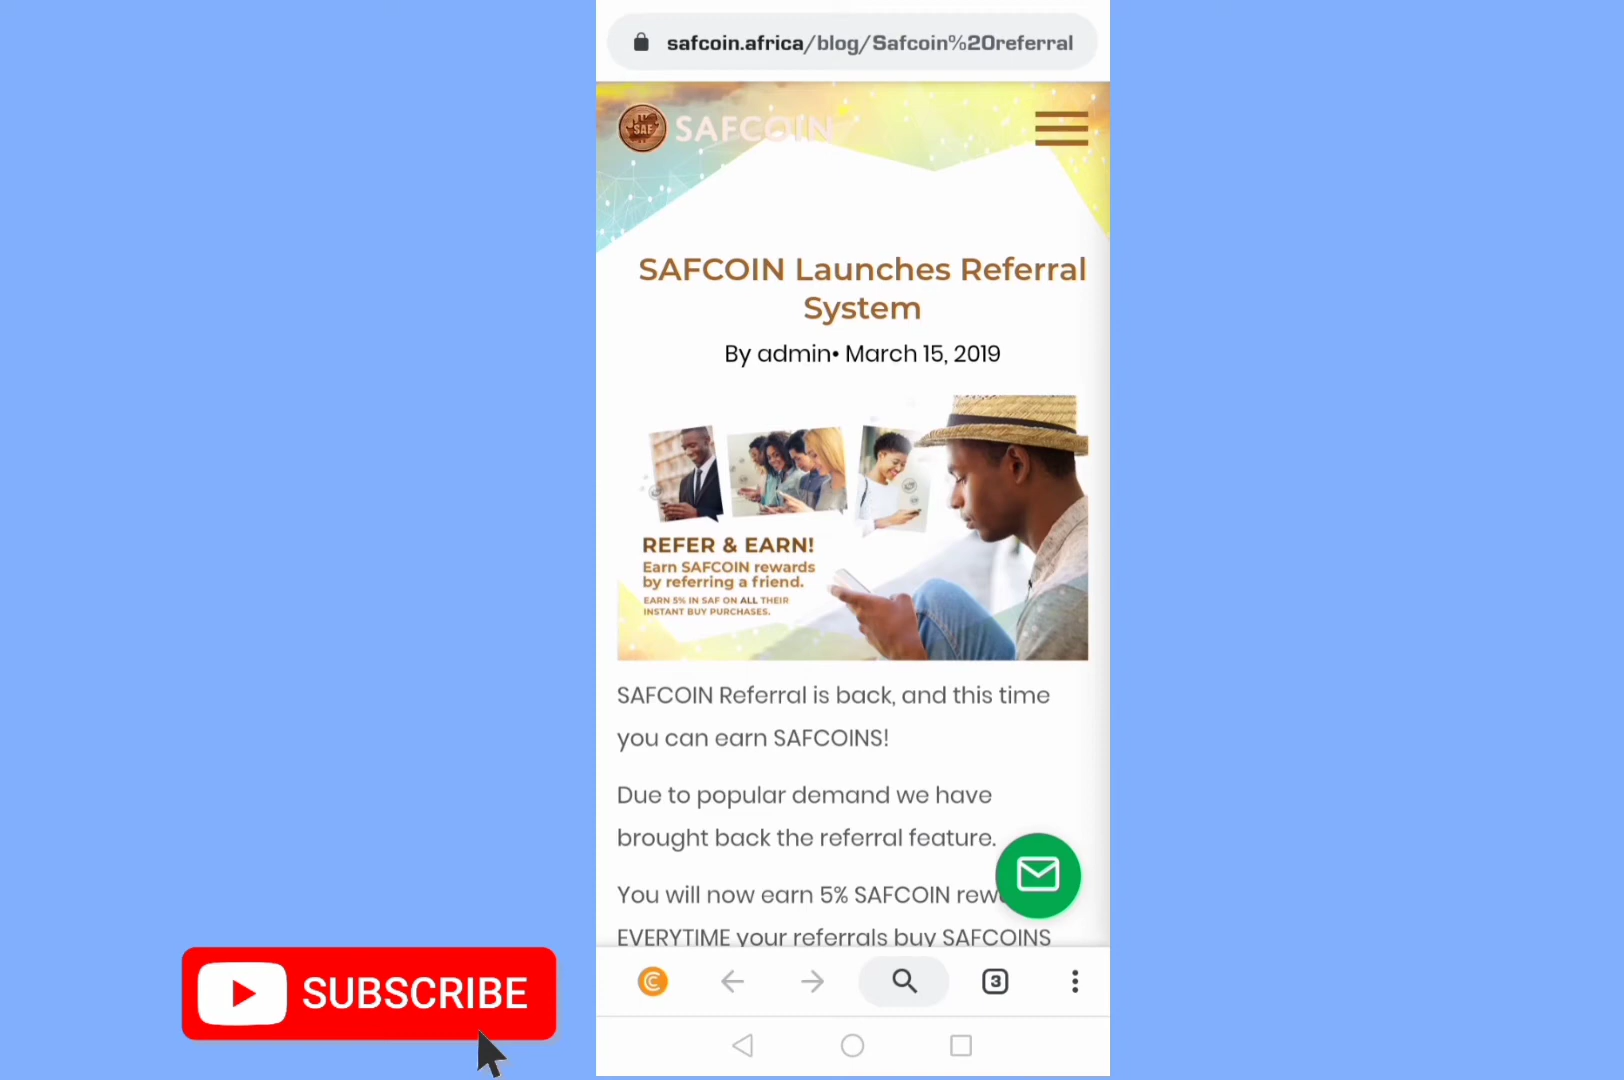 safcoin.africa/blog/Safcoin%20referral
SAF
SAFCOIN
SAFCOIN Launches Referral
System
By admin• March 15, 2019
REFER & EARN!
Earn SAFCOIN rewards
by referring a friend.
EARN 5% IN SAF ON ALL THEIR
INSTANT BUY PURCHASES.
SAFCOIN Referral is back, and this time
you can earn SAFCOINS!
Due to popular demand we have
brought back the referral feature.
You will now earn 5% SAFCOIN
EVERYTIME your referrals buy SAFCOINS
3
SUBSCRIBE